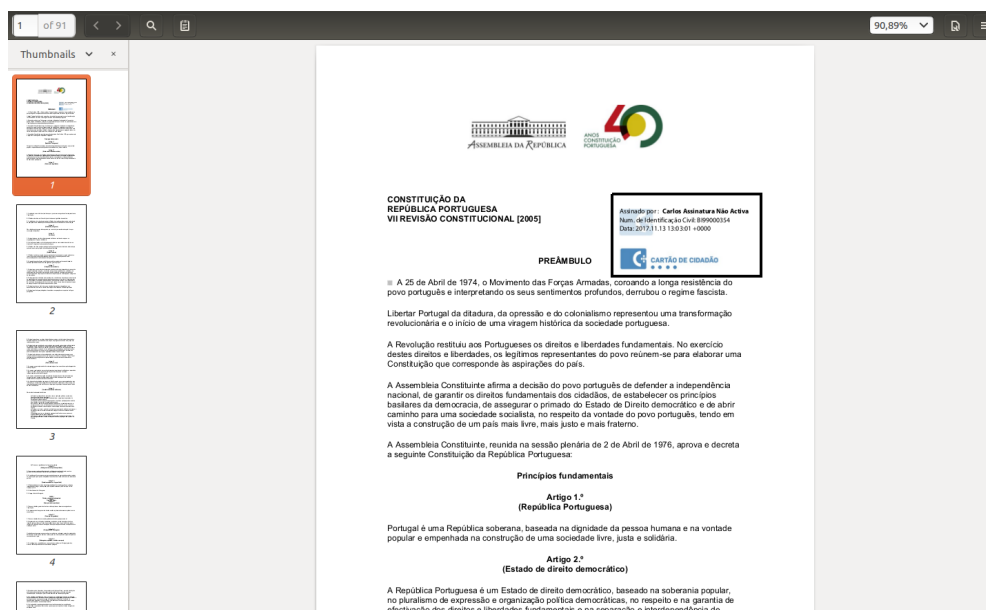 1
of 91
90,89%
Thumbnails
×
1
2
3
4
ASSEMBLEIA DA REPÚBLICA
40
ANOS
CONSTITUIÇÃO
PORTUGUESA
CONSTITUIÇÃO DA
REPÚBLICA PORTUGUESA
VII REVISÃO CONSTITUCIONAL [2005]
Assinado por : Carlos Assinatura Não Activa
Num. de Identificação Civil: BI99000354
Data: 2017.11.13 13:03:01 +0000
CARTÃO DE CIDADÃO
PREÂMBULO
A 25 de Abril de 1974, o Movimento das Forças Armadas, coroando a longa resistência do
povo português e interpretando os seus sentimentos profundos, derrubou o regime fascista.
Libertar Portugal da ditadura, da opressão e do colonialismo representou uma transformação
revolucionária e o início de uma viragem histórica da sociedade portuguesa.
A Revolução restituiu aos Portugueses os direitos e liberdades fundamentais. No exercício
destes direitos e liberdades, os legítimos representantes do povo reúnem-se para elaborar uma
Constituição que corresponde às aspirações do país.
A Assembleia Constituinte afirma a decisão do povo português de defender a independência
nacional, de garantir os direitos fundamentais dos cidadãos, de estabelecer os princípios
basilares da democracia, de assegurar o primado do Estado de Direito democrático e de abrir
caminho para uma sociedade socialista, no respeito da vontade do povo português, tendo em
vista a construção de um país mais livre, mais justo e mais fraterno.
A Assembleia Constituinte, reunida na sessão plenária de 2 de Abril de 1976, aprova e decreta
a seguinte Constituição da República Portuguesa:
Princípios fundamentais
Artigo 1.º
(República Portuguesa)
Portugal é uma República soberana, baseada na dignidade da pessoa humana e na vontade
popular e empenhada na construção de uma sociedade livre, justa e solidária.
Artigo 2.º
(Estado de direito democrático)
A República Portuguesa é um Estado de direito democrático, baseado na soberania popular,
no pluralismo de expressão e organização política democráticas, no respeito e na garantia de
efectivação dos direitos e liberdades fundamentais e na separação e interdependência de